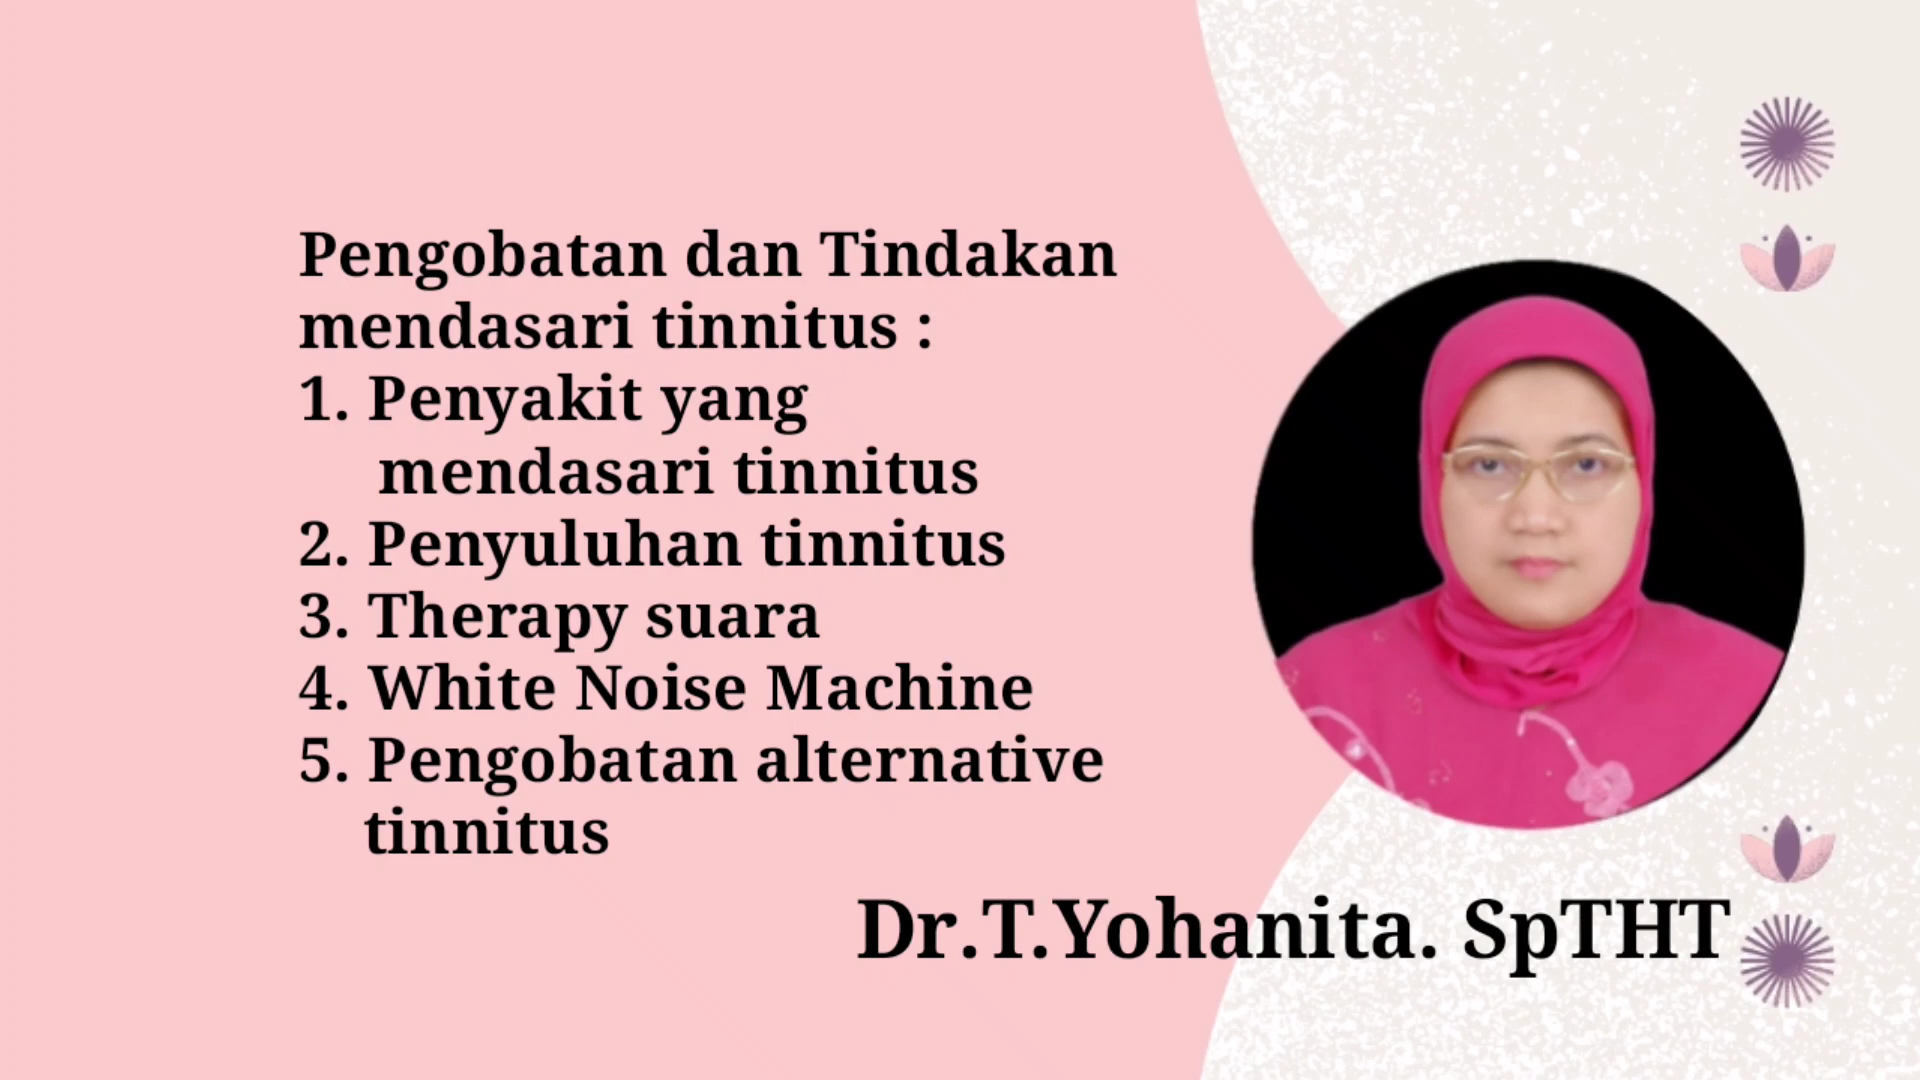 Pengobatan dan Tindakan
mendasari tinnitus :
1. Penyakit yang
mendasari tinnitus
2. Penyuluhan tinnitus
3. Therapy suara
4. White Noise Machine
5. Pengobatan alternative
tinnitus
Dr.T.Yohanita. SpTHT